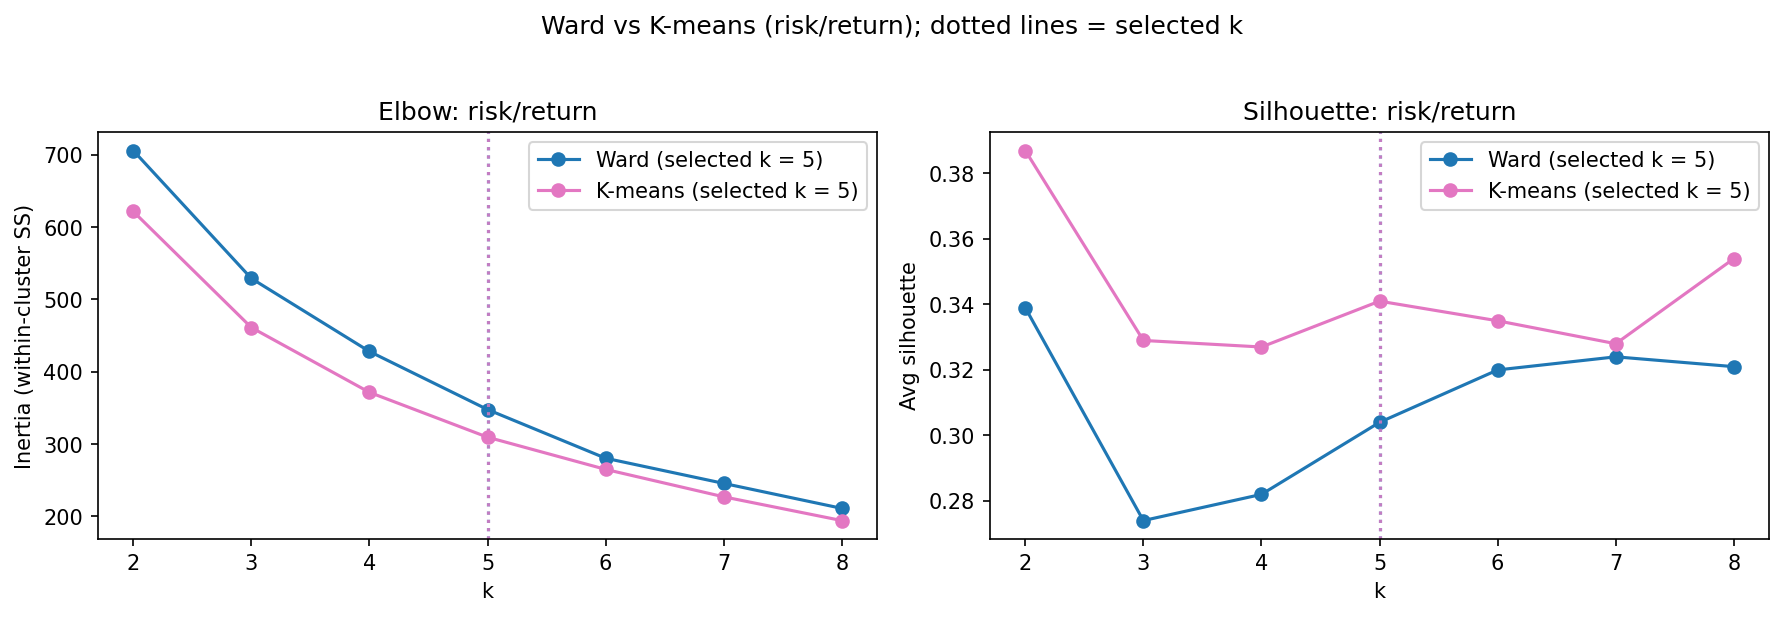 Ward vs K-means (risk/return); dotted lines = selected k
Elbow: risk/return
Inertia (within-cluster SS)
700
600
500
400
300
200
Ward (selected k = 5)
K-means (selected k = 5)
2 3 4 5 6 7 8
k
Silhouette: risk/return
Avg silhouette
0.38
0.36
0.34
0.32
0.30
0.28
Ward (selected k = 5)
K-means (selected k = 5)
2 3 4 5 6 7 8
k